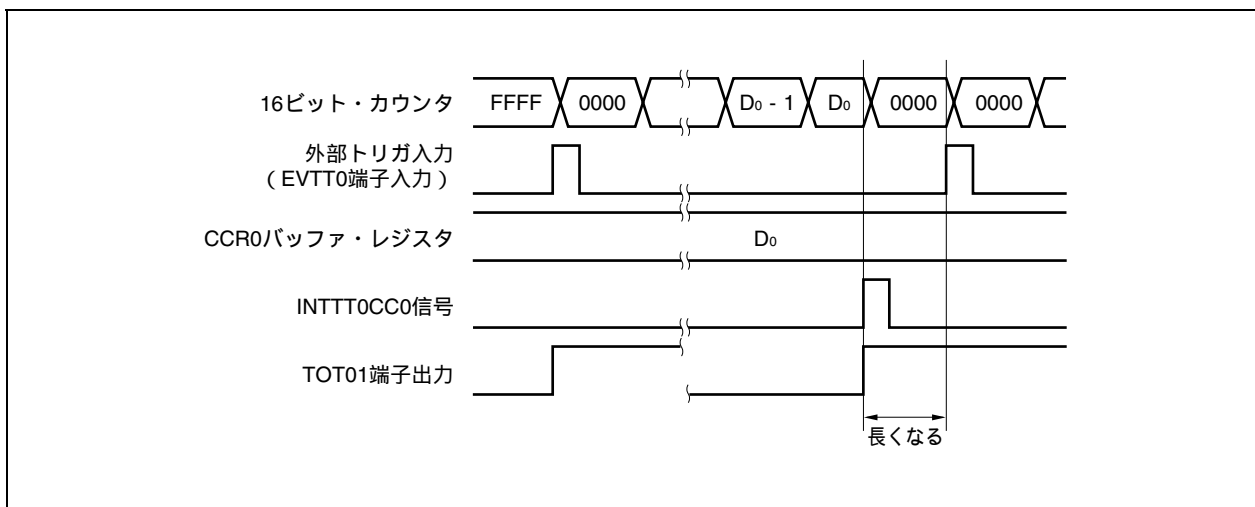 16ビット・カウンタ
FFFF 0000 D0 - 1 D0 0000 0000
外部トリガ入力
（EVTT0端子入力）
CCR0バッファ・レジスタ
D0
INTTT0CC0信号
TOT01端子出力
長くなる